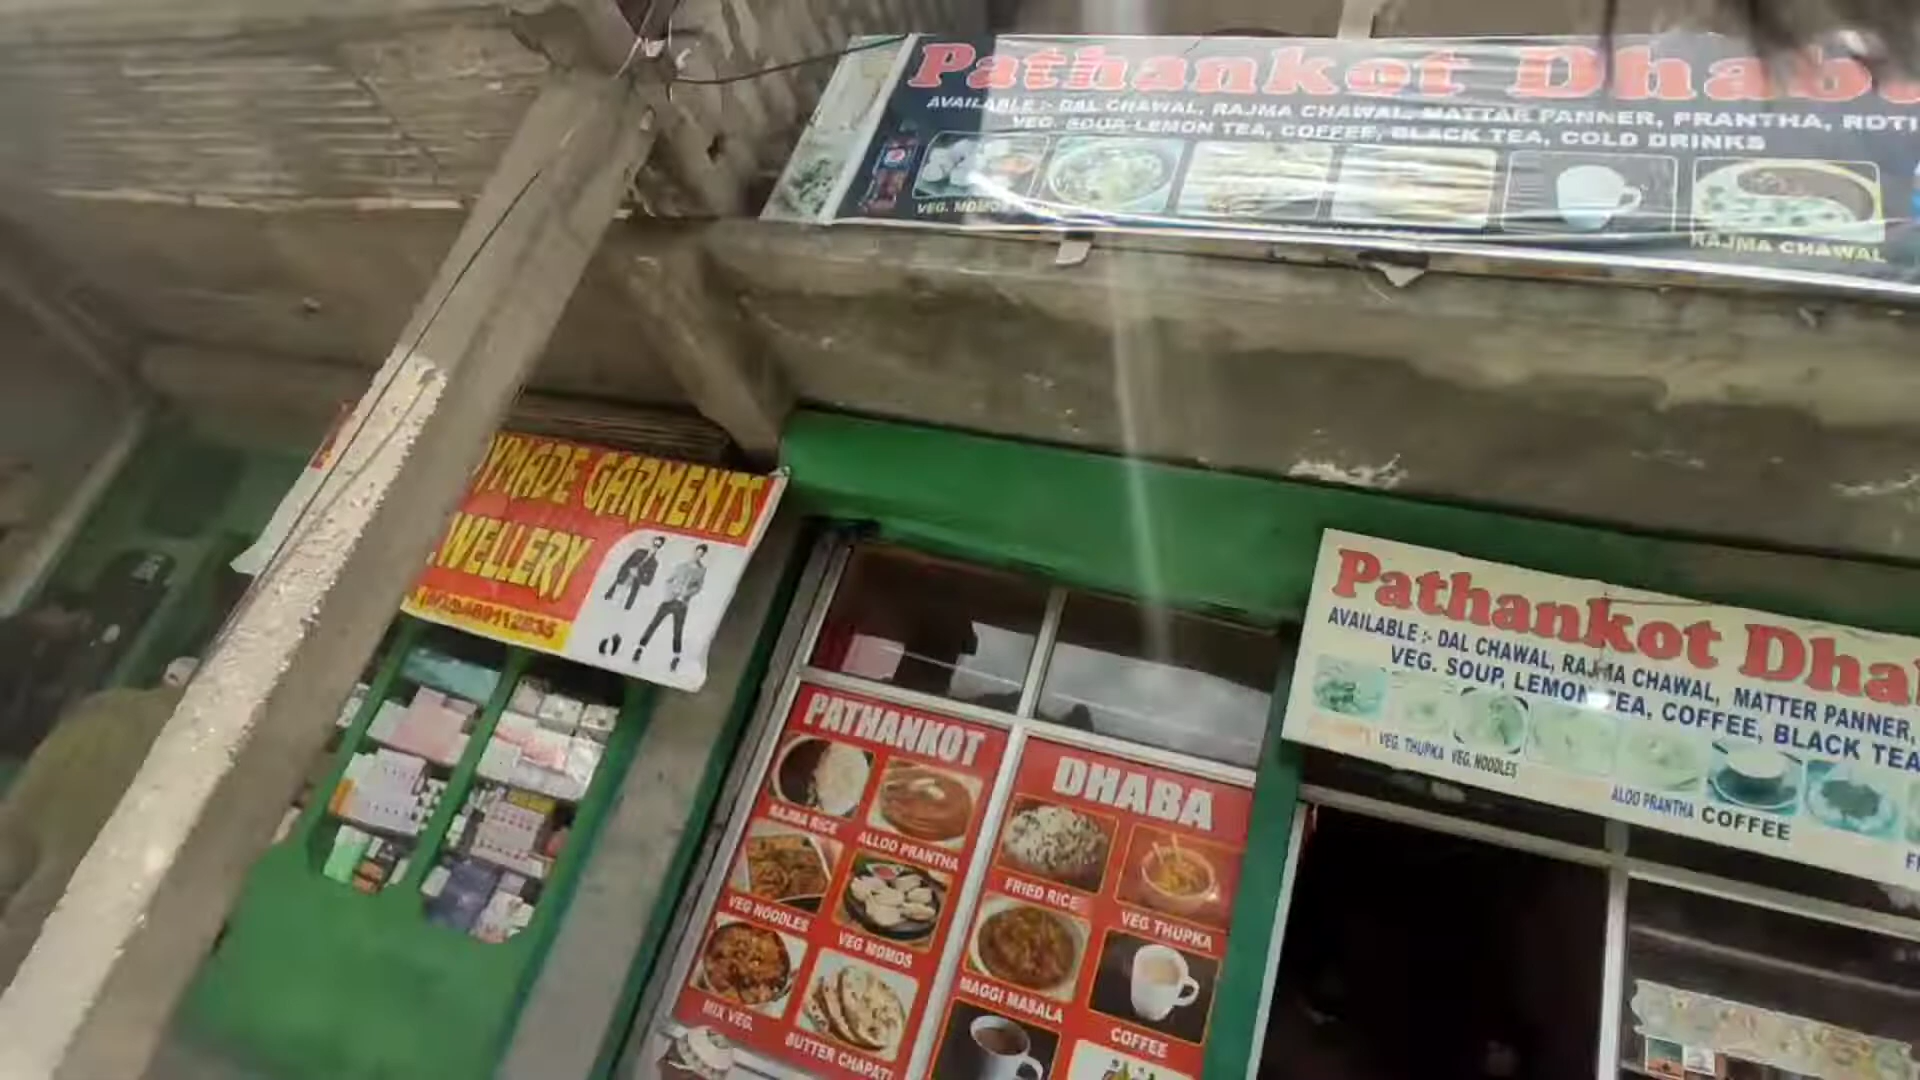 Pathankot Dhaba
AVAILABLE :- DAL CHAWAL, RAJMA CHAWAL, MATTAR PANNER, PRANTHA, ROTI
VEG. SOUP LEMON TEA, COFFEE, BLACK TEA, COLD DRINKS
VEG. MOMOS
RAJMA CHAWAL
YMADE GARMENTS
WELLERY
Pathankot Dha
AVAILABLE :- DAL CHAWAL, RAJMA CHAWAL, MATTER PANNER,
VEG. SOUP, LEMON TEA, COFFEE, BLACK TEA
VEG. THUPKA VEG. NOODLES
ALOO PRANTHA COFFEE
PATHANKOT
RAJMA RICE
ALLOO PRANTHA
VEG NOODLES
VEG MOMOS
MIX VEG.
BUTTER CHAPATI
DHABA
FRIED RICE
VEG THUPKA
MAGGI MASALA
COFFEE